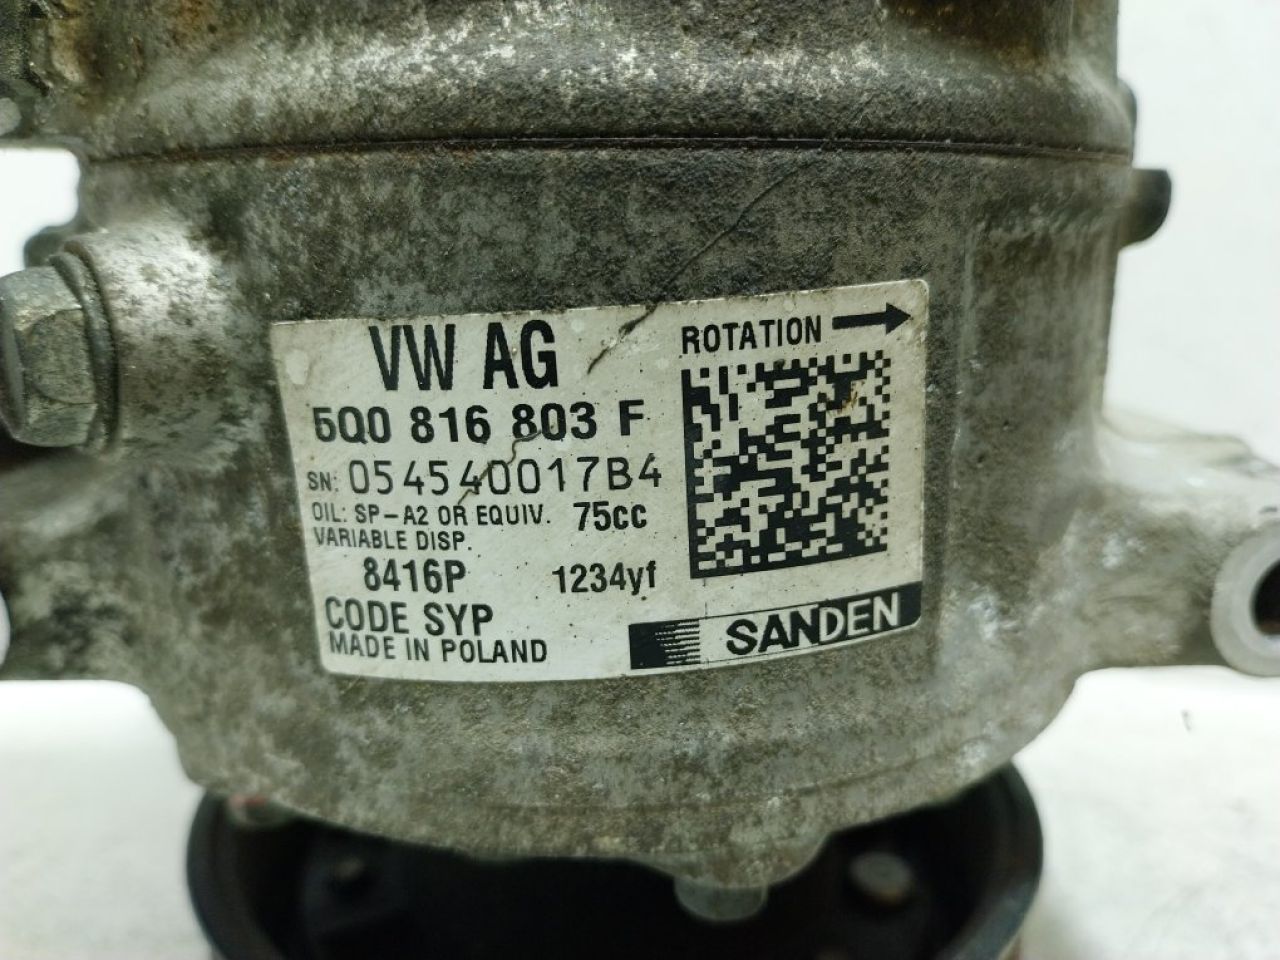 VW AG
ROTATION
5Q0 816 803 F
SN: 054540017B4
OIL: SP-A2 OR EQUIV. 75cc
VARIABLE DISP.
8416P 1234yf
CODE SYP
MADE IN POLAND
SANDEN